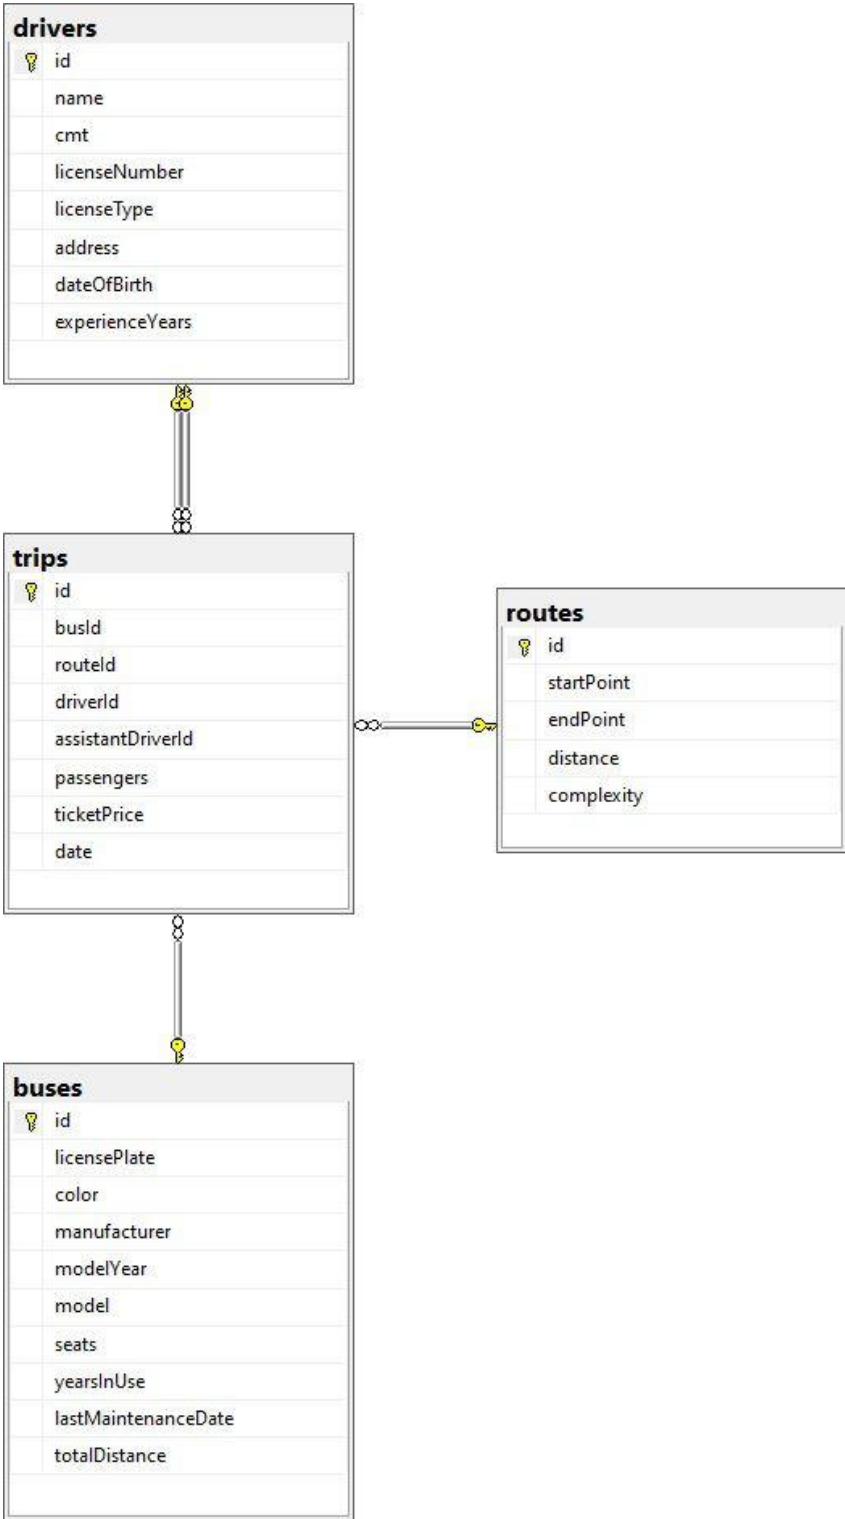 drivers
id
name
cmt
licenseNumber
licenseType
address
dateOfBirth
experienceYears
trips
id
busId
routeId
driverId
assistantDriverId
passengers
ticketPrice
date
routes
id
startPoint
endPoint
distance
complexity
buses
id
licensePlate
color
manufacturer
modelYear
model
seats
yearsInUse
lastMaintenanceDate
totalDistance